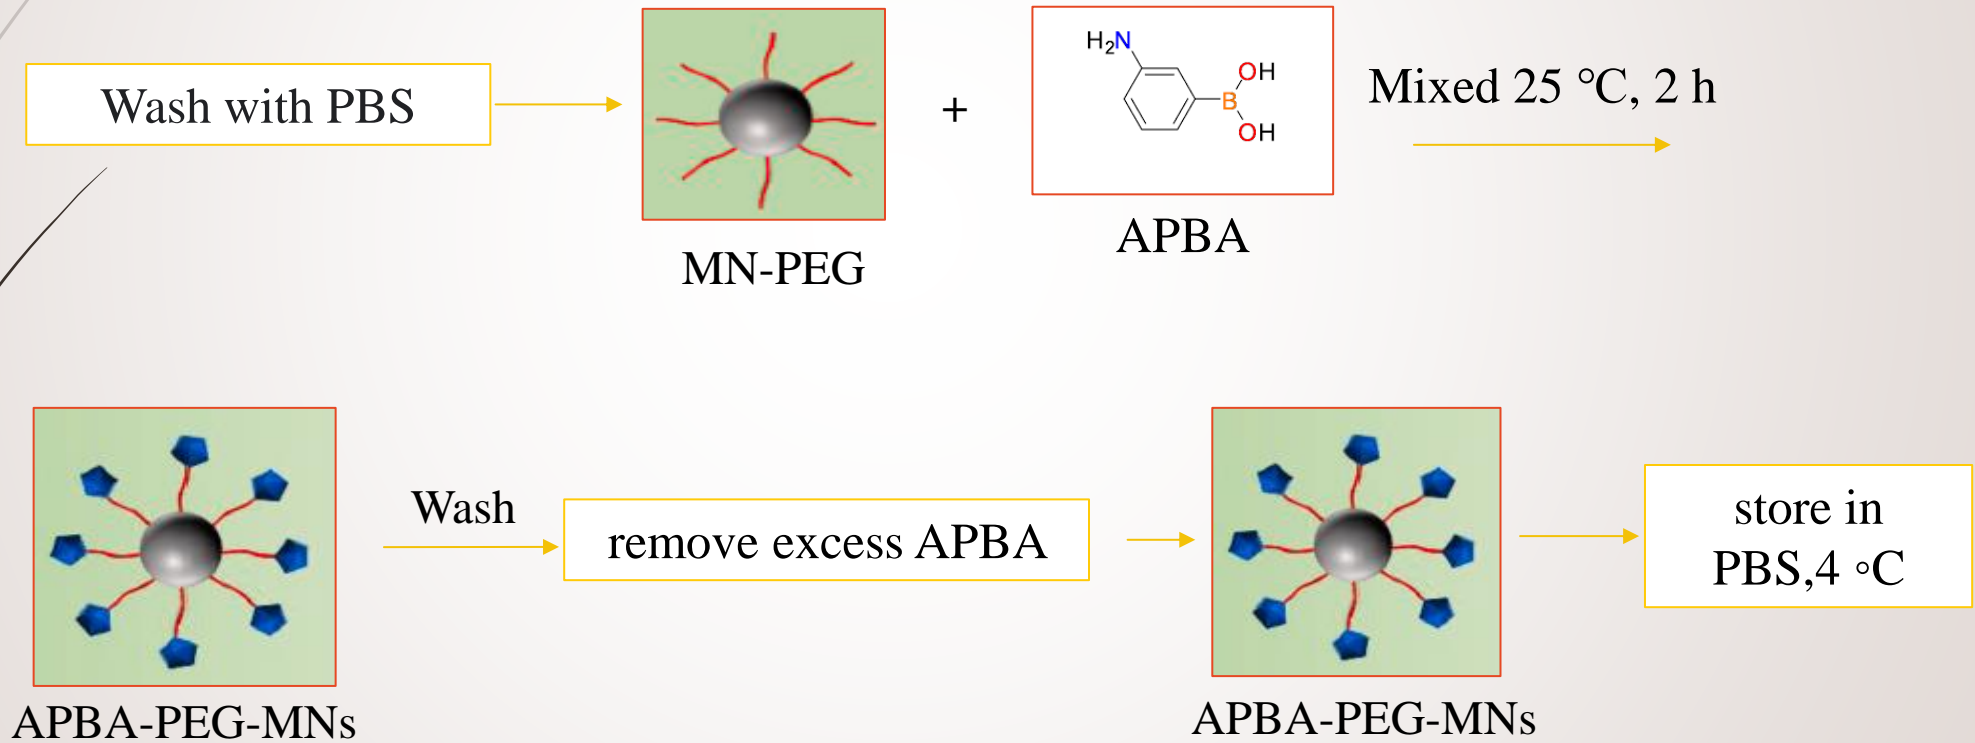 Wash with PBS
MN-PEG
+
H₂N
OH
B
OH
APBA
Mixed 25 °C, 2 h
APBA-PEG-MNs
Wash
remove excess APBA
APBA-PEG-MNs
store in
PBS,4 ∘C